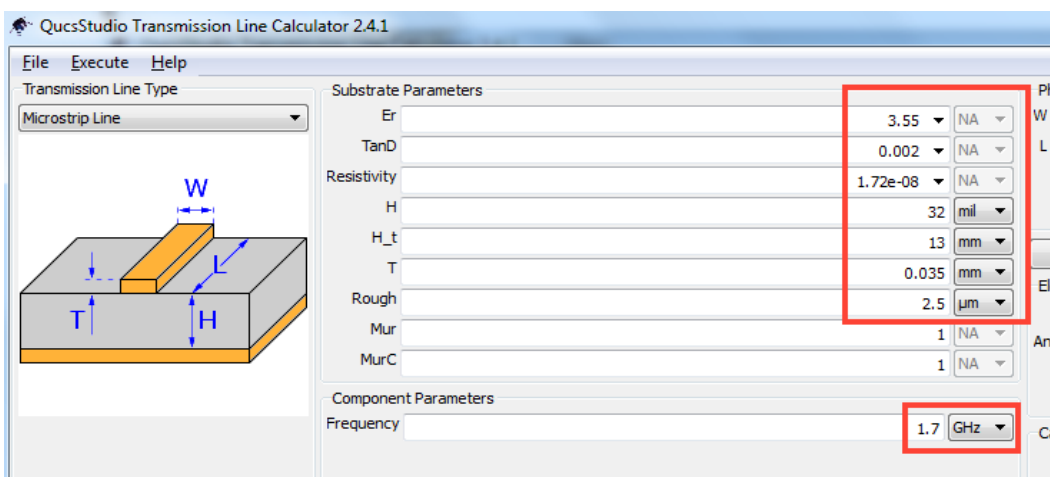 QucsStudio Transmission Line Calculator 2.4.1
File Execute Help
Transmission Line Type
Microstrip Line
W
L
T
H
Substrate Parameters
Er 3.55 NA
TanD 0.002 NA
Resistivity 1.72e-08 NA
H 32 mil
H_t 13 mm
T 0.035 mm
Rough 2.5 µm
Mur 1 NA
MurC 1 NA
Component Parameters
Frequency 1.7 GHz
W
L